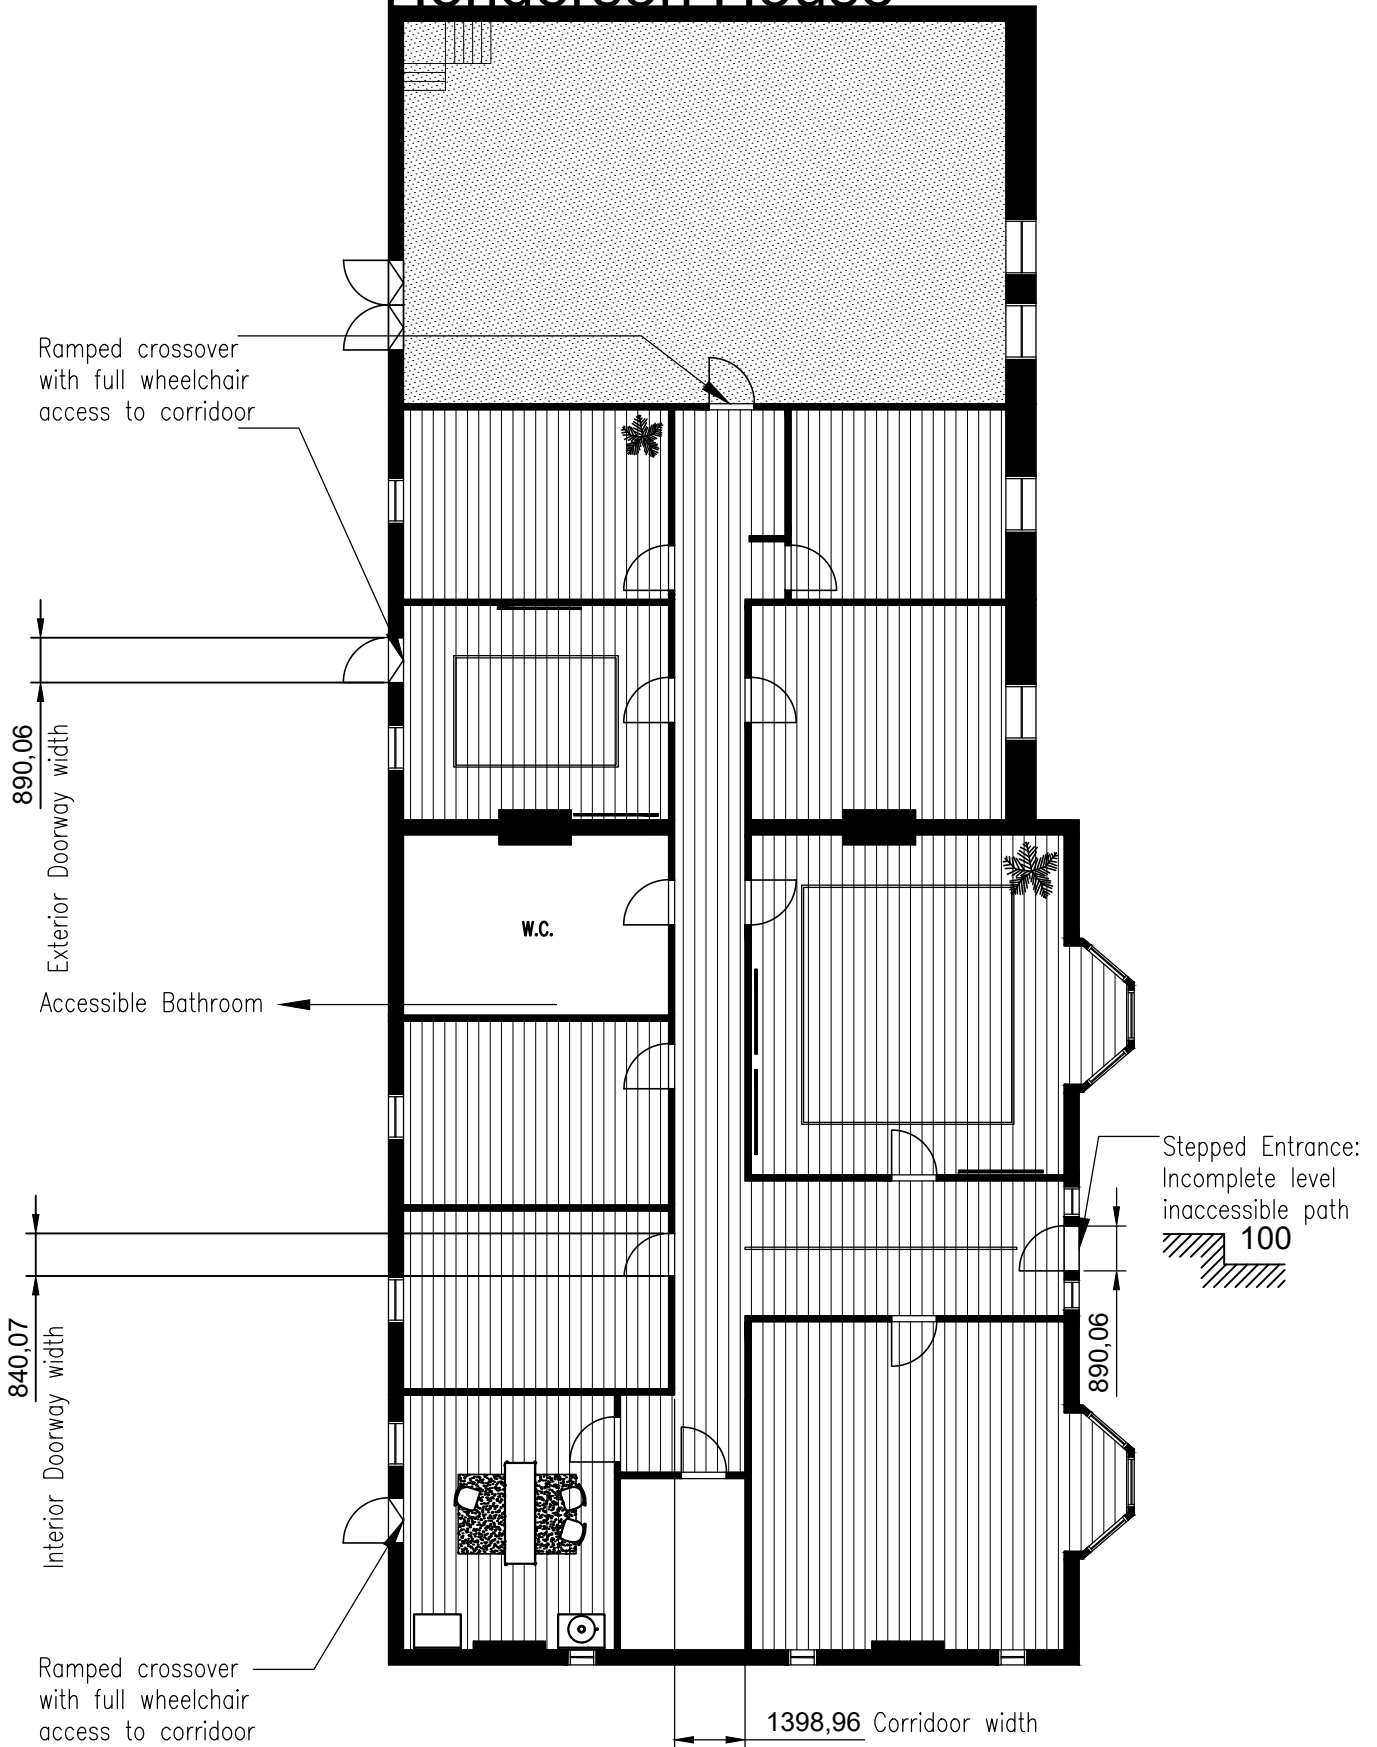 Henderson House
Ramped crossover
with full wheelchair
access to corridoor
890,06
Exterior Doorway width
W.C.
Accessible Bathroom
Stepped Entrance:
Incomplete level
inaccessible path
100
890,06
840,07
Interior Doorway width
Ramped crossover
with full wheelchair
access to corridoor
1398,96 Corridoor width